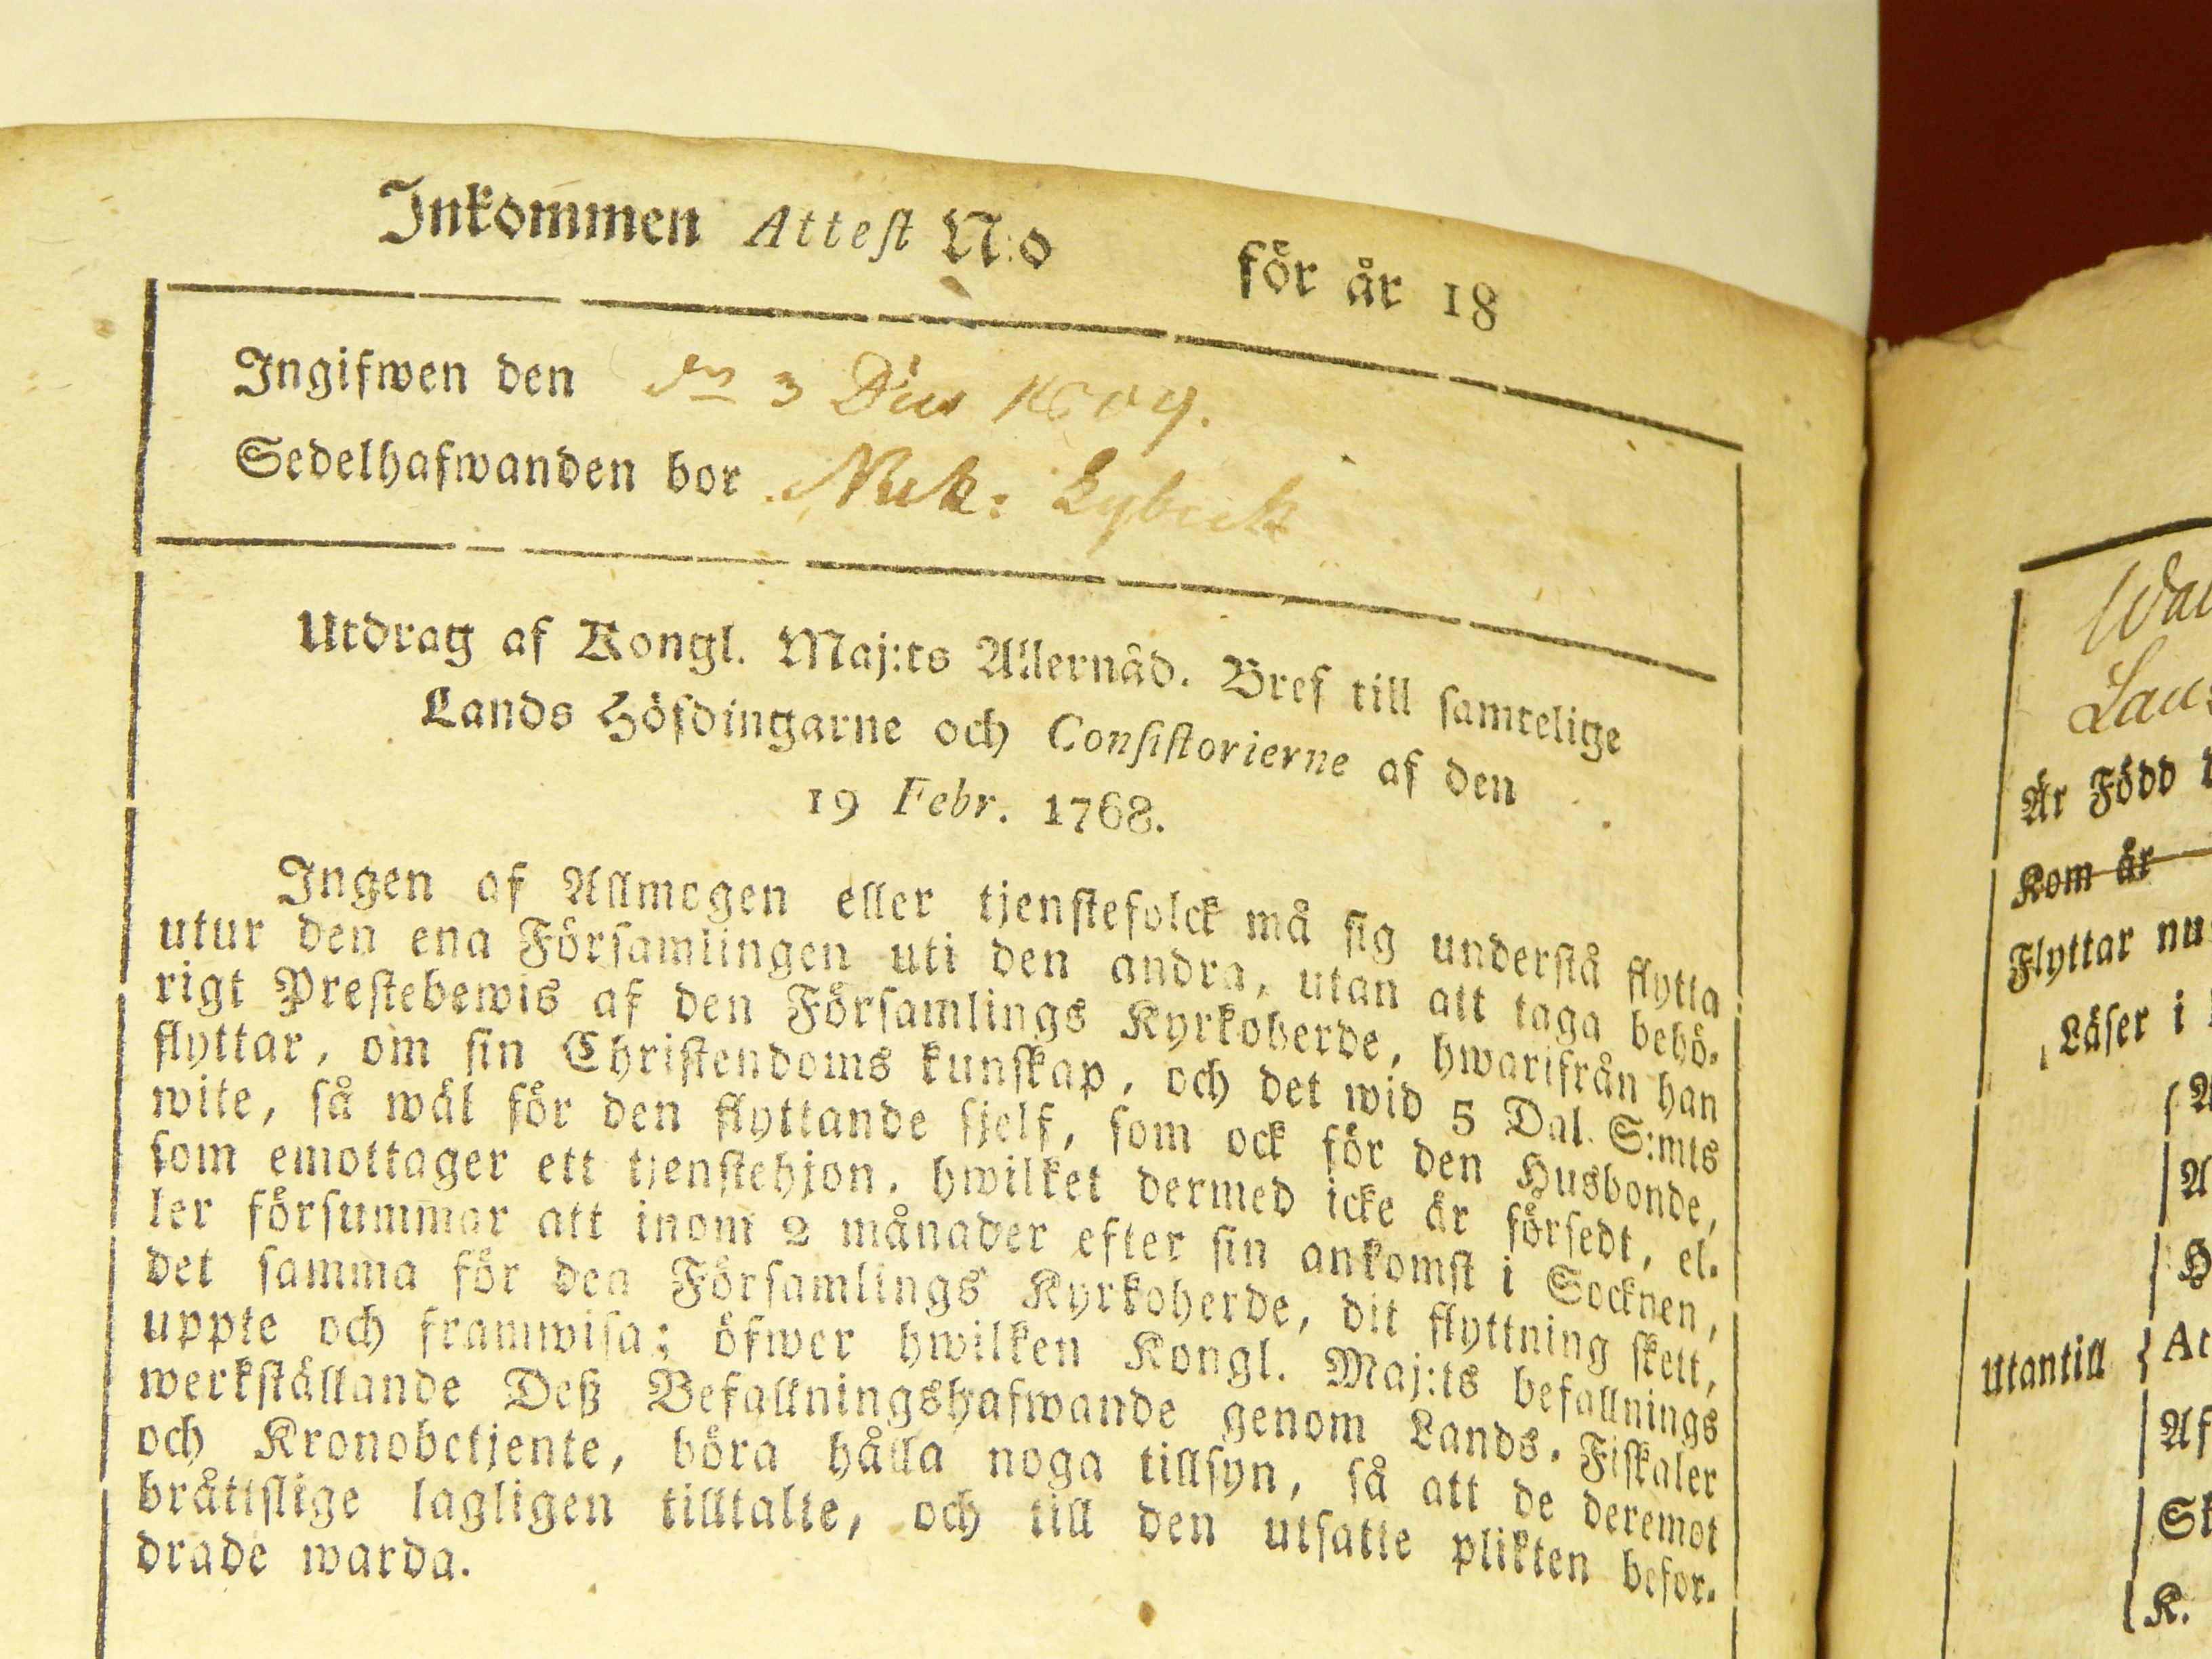 Inkommen Attest N:o för år 18
Ingifwen den dn 3 1809.
Sedelhafwanden bor Nyk: Lybeck
Utdrag af Kongl. Maj:ts Allernåd. Bref till samtelige
Lands Höfdingarne och Consistorierne af den
19 Febr. 1768.
Ingen af Allmogen eller tjenstefolck må sig understå flytta
utur den ena Församlingen uti den andra, utan att taga behö-
rigt Prestebewis af den Församlings Kyrkoherde, hwarifrån han
flyttar, om sin Christendoms kunskap, och det wid 5 Dal. S:mts
wite, så wäl för den flyttande sjelf, som ock för den Husbonde,
som emottager ett tjenstehjon, hwilket dermed icke är försedt, el-
ler försummar att inom 2 månader efter sin ankomst i Socknen,
det samma för den Församlings Kyrkoherde, dit flyttning skett,
uppte och framwisa; öfwer hwilken Kongl. Maj:ts befallnings
werkställande Deß Befallningshafwande genom Lands-Fiskaler
och Kronobetjente, böra hålla noga tillsyn, så att de deremot
bråttslige lagligen tilltalte, och till den utsatte plikten befor-
drade warda.
Är Född
Kom år
Flyttar nu
Läser i
Utantill